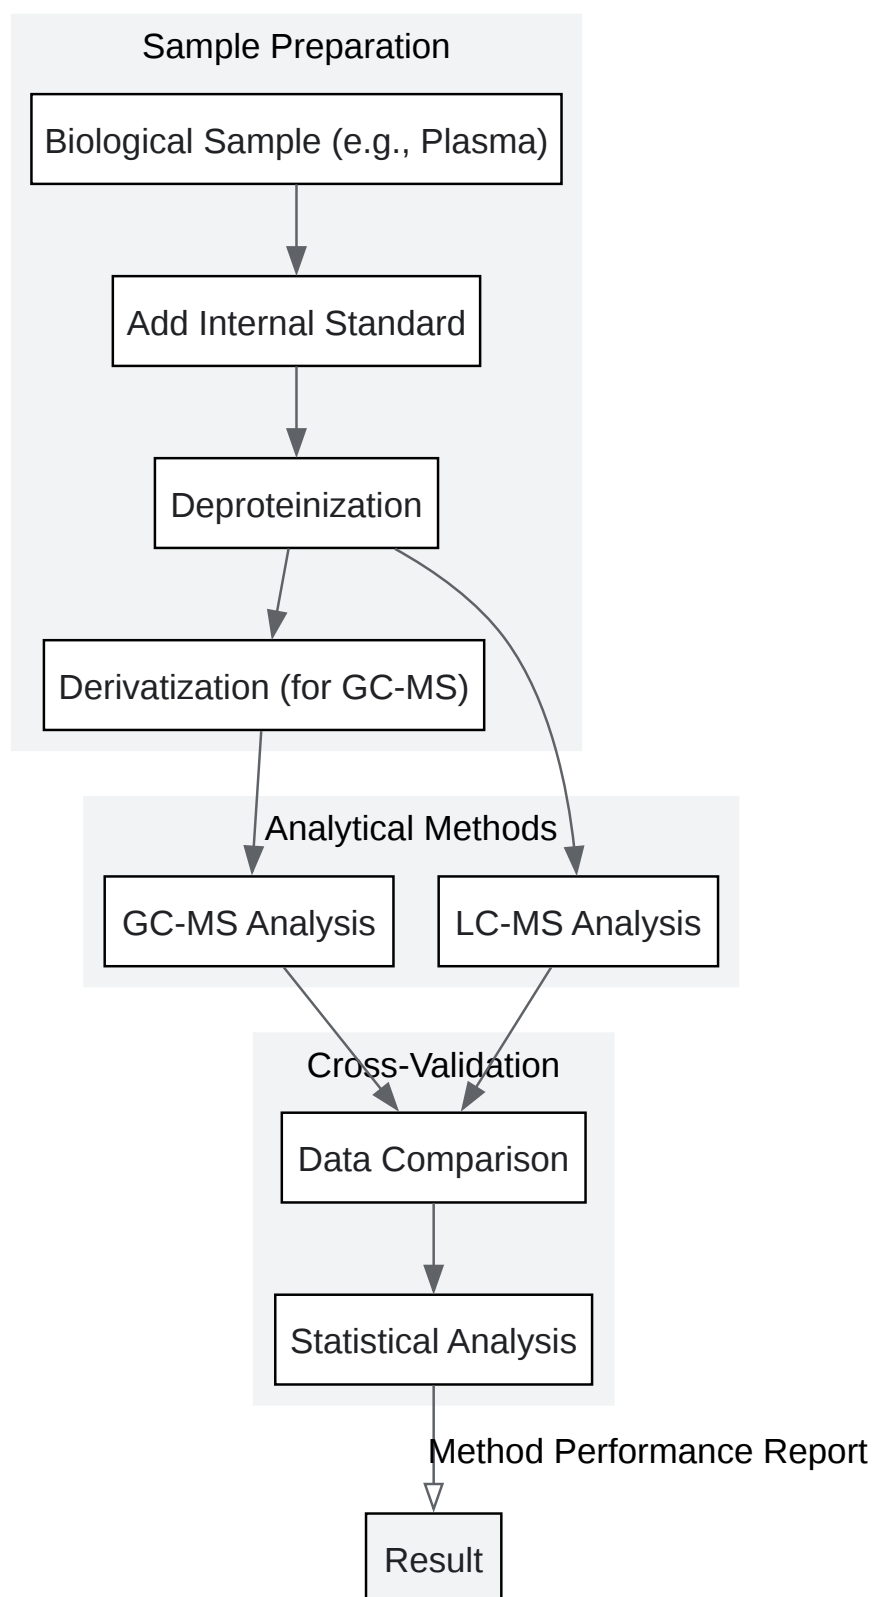 Sample Preparation
Biological Sample (e.g., Plasma)
Add Internal Standard
Deproteinization
Derivatization (for GC-MS)
Analytical Methods
GC-MS Analysis
LC-MS Analysis
Cross-Validation
Data Comparison
Statistical Analysis
Method Performance Report
Result